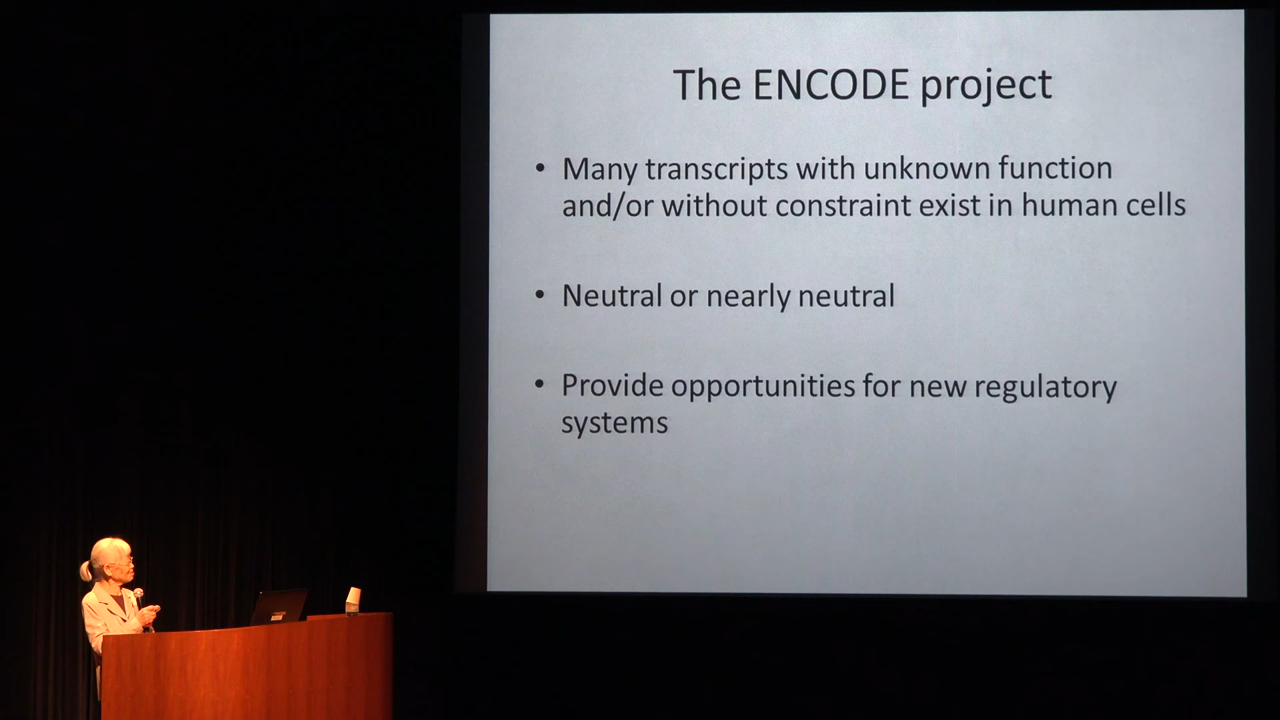 The ENCODE project
• Many transcripts with unknown function
and/or without constraint exist in human cells
• Neutral or nearly neutral
• Provide opportunities for new regulatory
systems